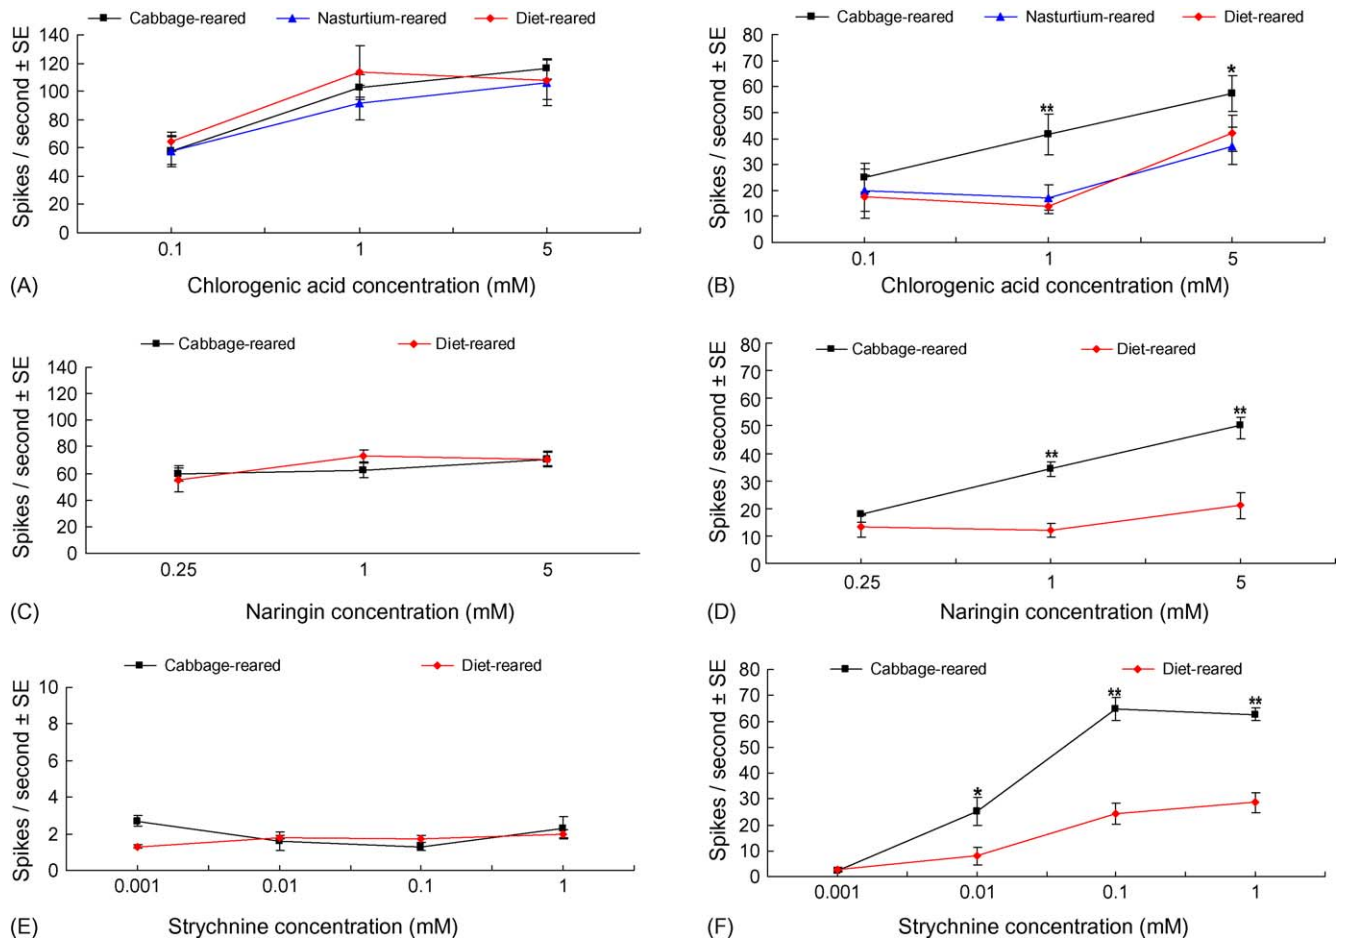 Cabbage-reared Nasturtium-reared Diet-reared
Spikes / second ± SE
140
120
100
80
60
40
20
0
0.1 1 5
(A) Chlorogenic acid concentration (mM)
Cabbage-reared Nasturtium-reared Diet-reared
Spikes / second ± SE
80
70
60
50
40
30
20
10
0
** *
0.1 1 5
(B) Chlorogenic acid concentration (mM)
Cabbage-reared Diet-reared
Spikes / second ± SE
140
120
100
80
60
40
20
0
0.25 1 5
(C) Naringin concentration (mM)
Cabbage-reared Diet-reared
Spikes / second ± SE
80
70
60
50
40
30
20
10
0
** **
0.25 1 5
(D) Naringin concentration (mM)
Cabbage-reared Diet-reared
Spikes / second ± SE
10
8
6
4
2
0
0.001 0.01 0.1 1
(E) Strychnine concentration (mM)
Cabbage-reared Diet-reared
Spikes / second ± SE
80
70
60
50
40
30
20
10
0
* ** **
0.001 0.01 0.1 1
(F) Strychnine concentration (mM)